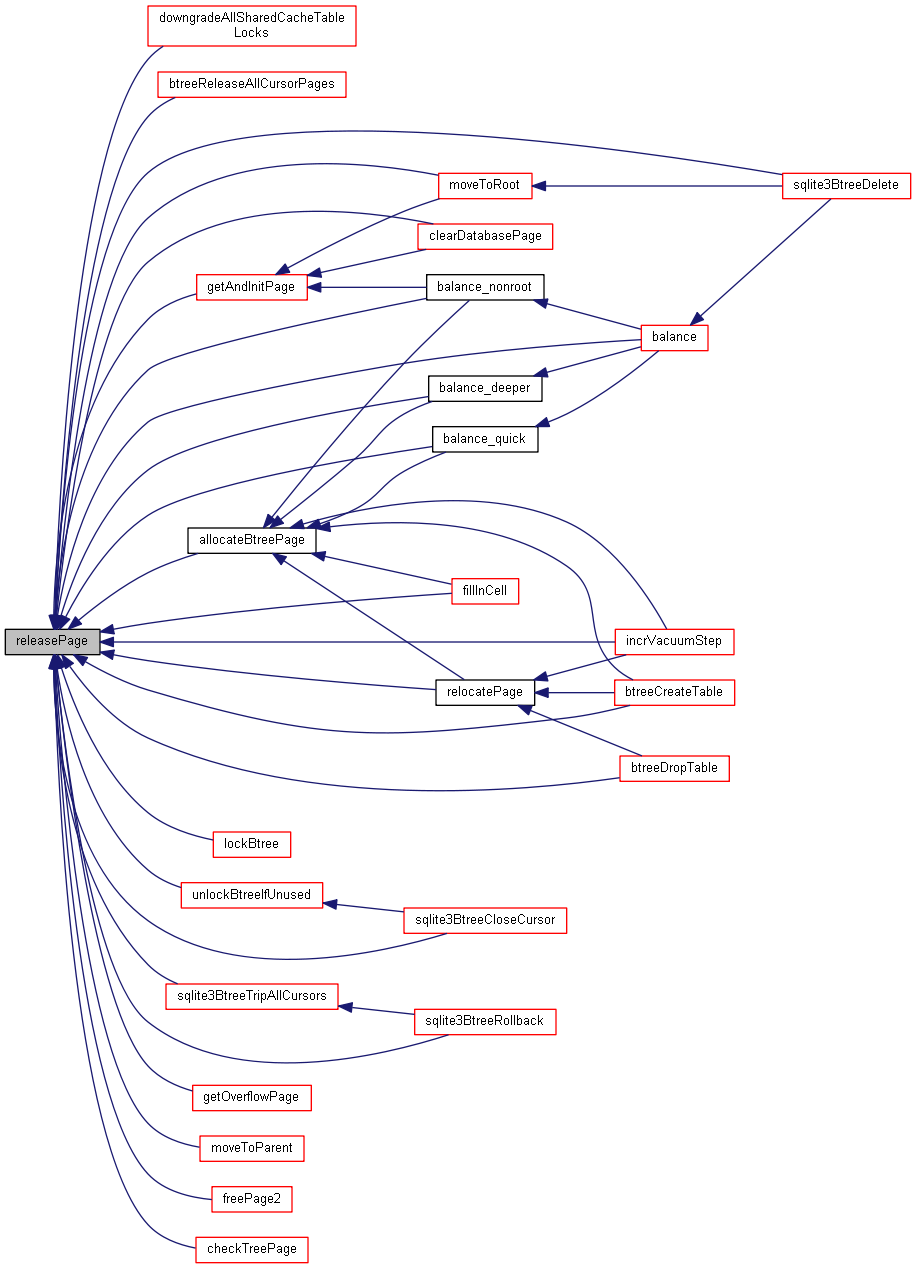 downgradeAllSharedCacheTable
Locks
btreeReleaseAllCursorPages
moveToRoot
sqlite3BtreeDelete
clearDatabasePage
getAndInitPage
balance_nonroot
balance
balance_deeper
balance_quick
allocateBtreePage
fillInCell
releasePage
incrVacuumStep
relocatePage
btreeCreateTable
btreeDropTable
lockBtree
unlockBtreeIfUnused
sqlite3BtreeCloseCursor
sqlite3BtreeTripAllCursors
sqlite3BtreeRollback
getOverflowPage
moveToParent
freePage2
checkTreePage